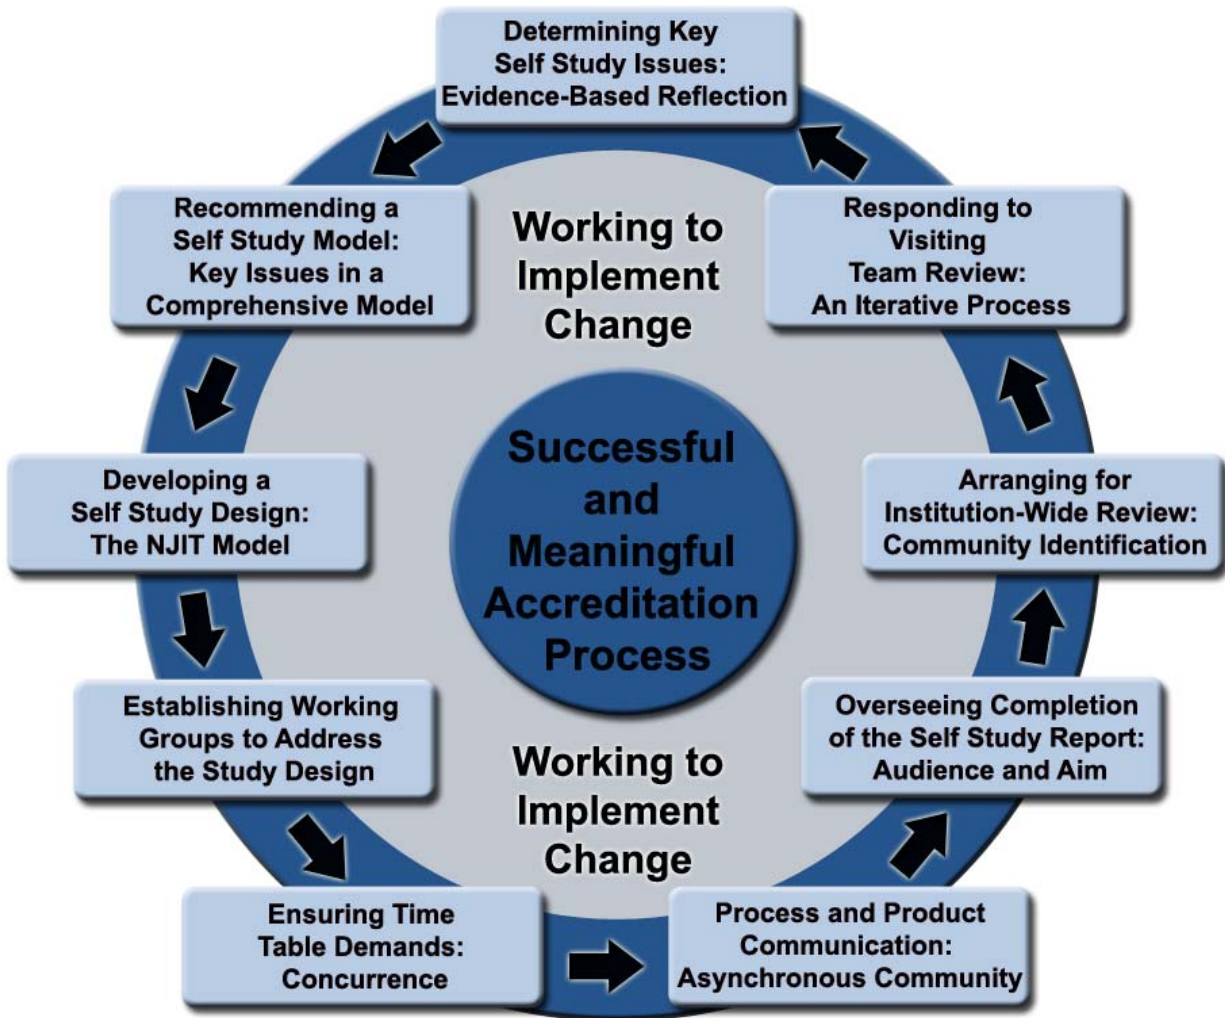 Determining Key
Self Study Issues:
Evidence-Based Reflection
Recommending a
Self Study Model:
Key Issues in a
Comprehensive Model
Working to
Implement
Change
Responding to
Visiting
Team Review:
An Iterative Process
Developing a
Self Study Design:
The NJIT Model
Successful
and
Meaningful
Accreditation
Process
Arranging for
Institution-Wide Review:
Community Identification
Establishing Working
Groups to Address
the Study Design
Working to
Implement
Change
Overseeing Completion
of the Self Study Report:
Audience and Aim
Ensuring Time
Table Demands:
Concurrence
Process and Product
Communication:
Asynchronous Community